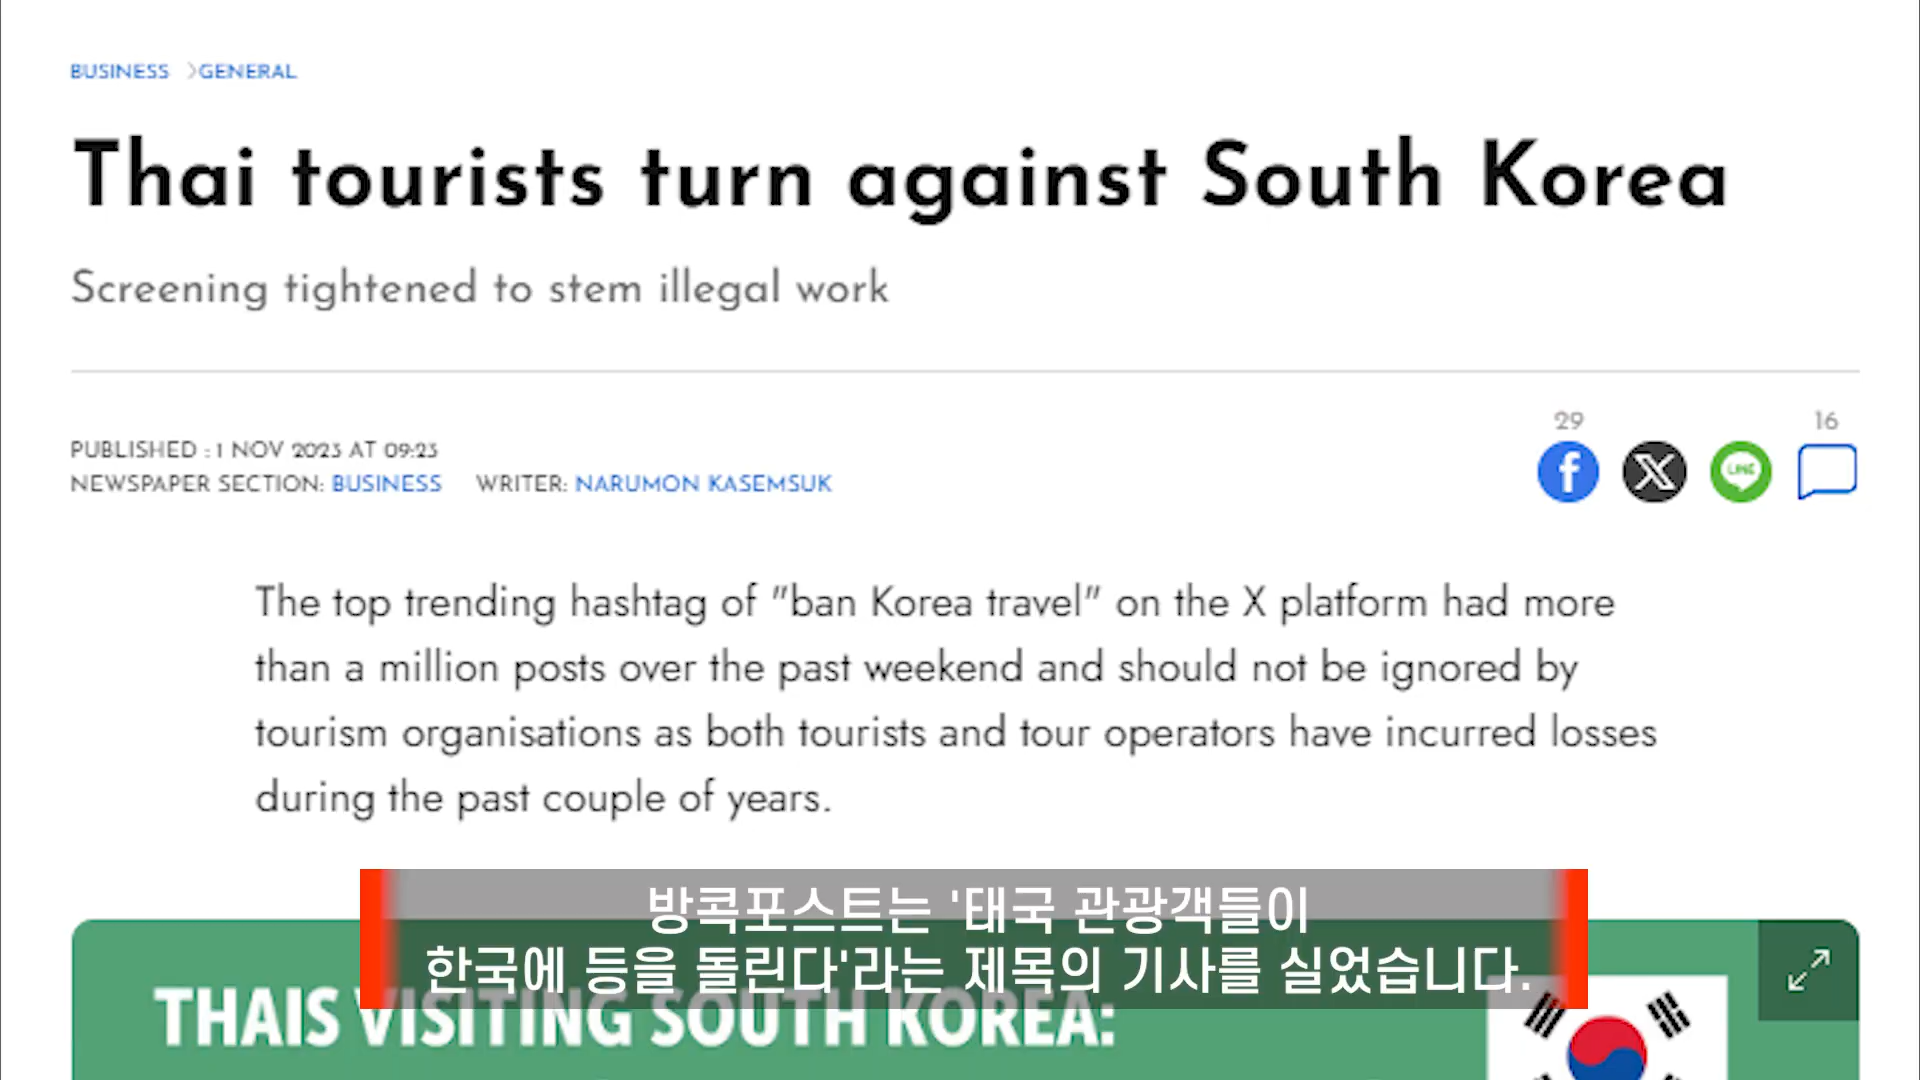 BUSINESS >GENERAL
Thai tourists turn against South Korea
Screening tightened to stem illegal work
29 16
PUBLISHED : 1 NOV 2023 AT 09:23
NEWSPAPER SECTION: BUSINESS WRITER: NARUMON KASEMSUK
LINE
The top trending hashtag of "ban Korea travel" on the X platform had more
than a million posts over the past weekend and should not be ignored by
tourism organisations as both tourists and tour operators have incurred losses
during the past couple of years.
방콕포스트는 '태국 관광객들이
한국에 등을 돌린다'라는 제목의 기사를 실었습니다.
THAIS VISITING SOUTH KOREA: